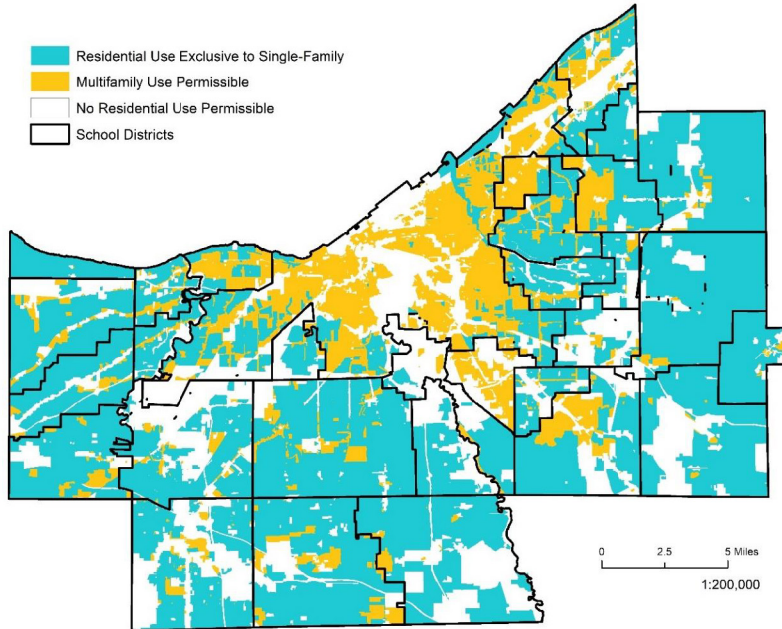 Residential Use Exclusive to Single-Family
Multifamily Use Permissible
No Residential Use Permissible
School Districts
0 2.5 5 Miles
1:200,000